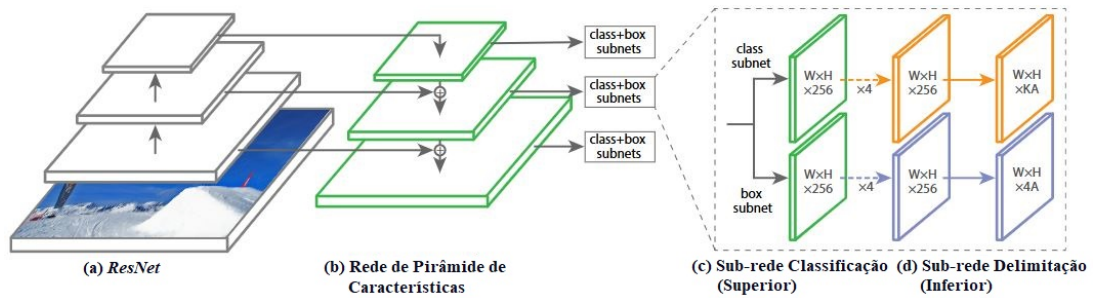 class+box
subnets
class+box
subnets
class+box
subnets
class
subnet
W×H
×256
×4
W×H
×256
W×H
×KA
box
subnet
W×H
×256
×4
W×H
×256
W×H
×4A
(a) ResNet
(b) Rede de Pirâmide de
Características
(c) Sub-rede Classificação
(Superior)
(d) Sub-rede Delimitação
(Inferior)